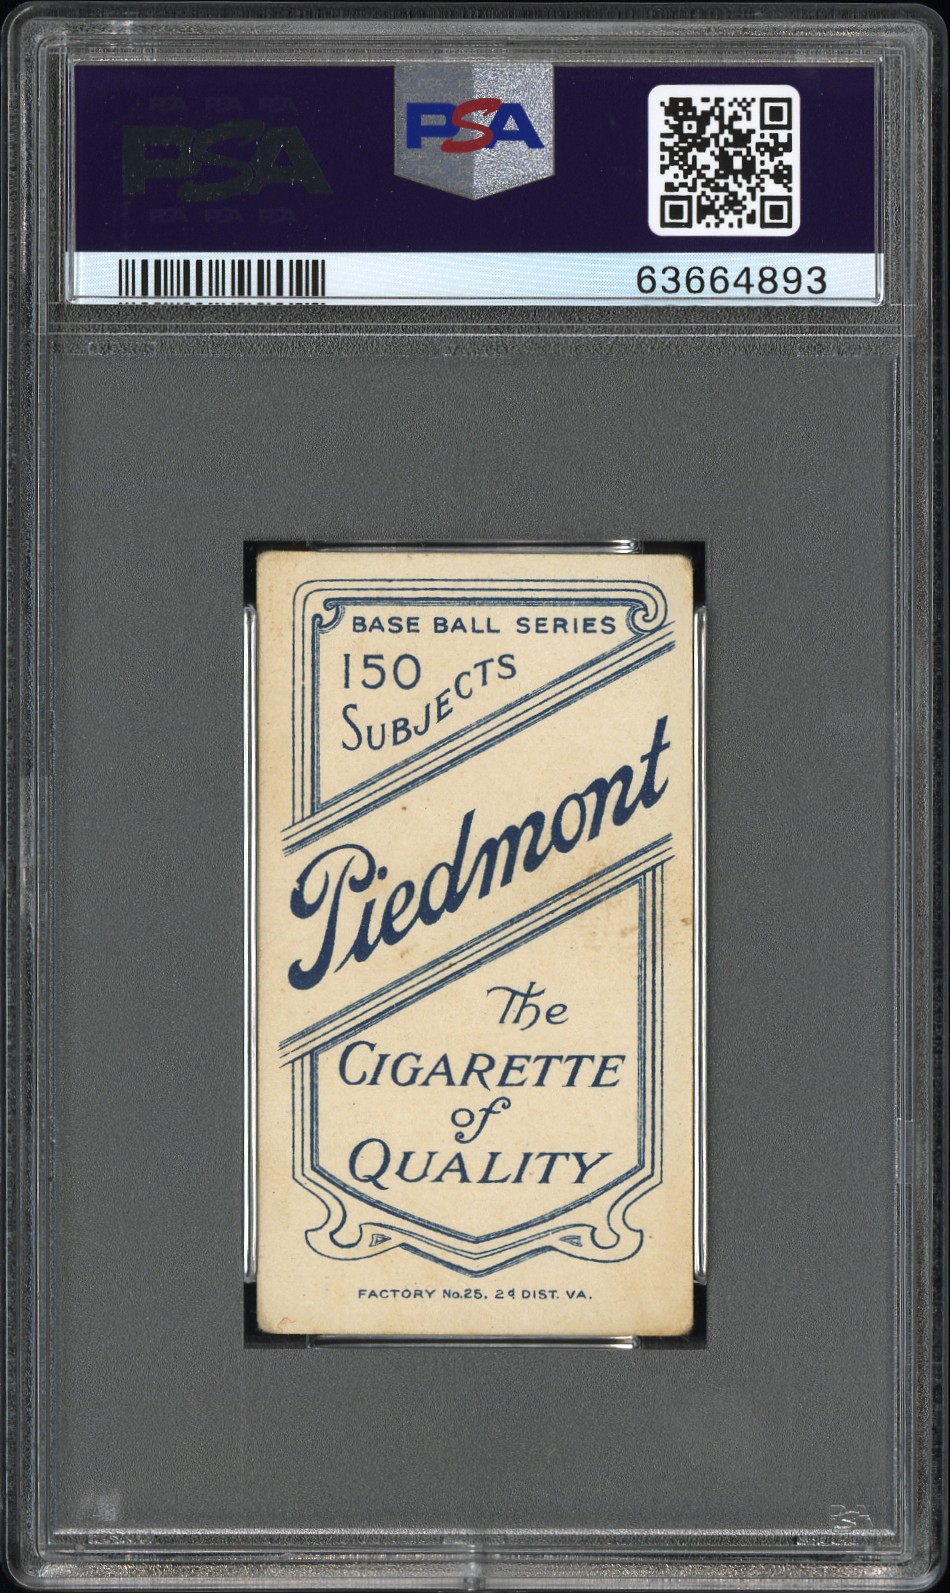 PSA
PSA
63664893
BASE BALL SERIES
150
SUBJECTS
Piedmont
The
CIGARETTE
of
QUALITY
FACTORY No.25. 2d DIST. VA.
PSA